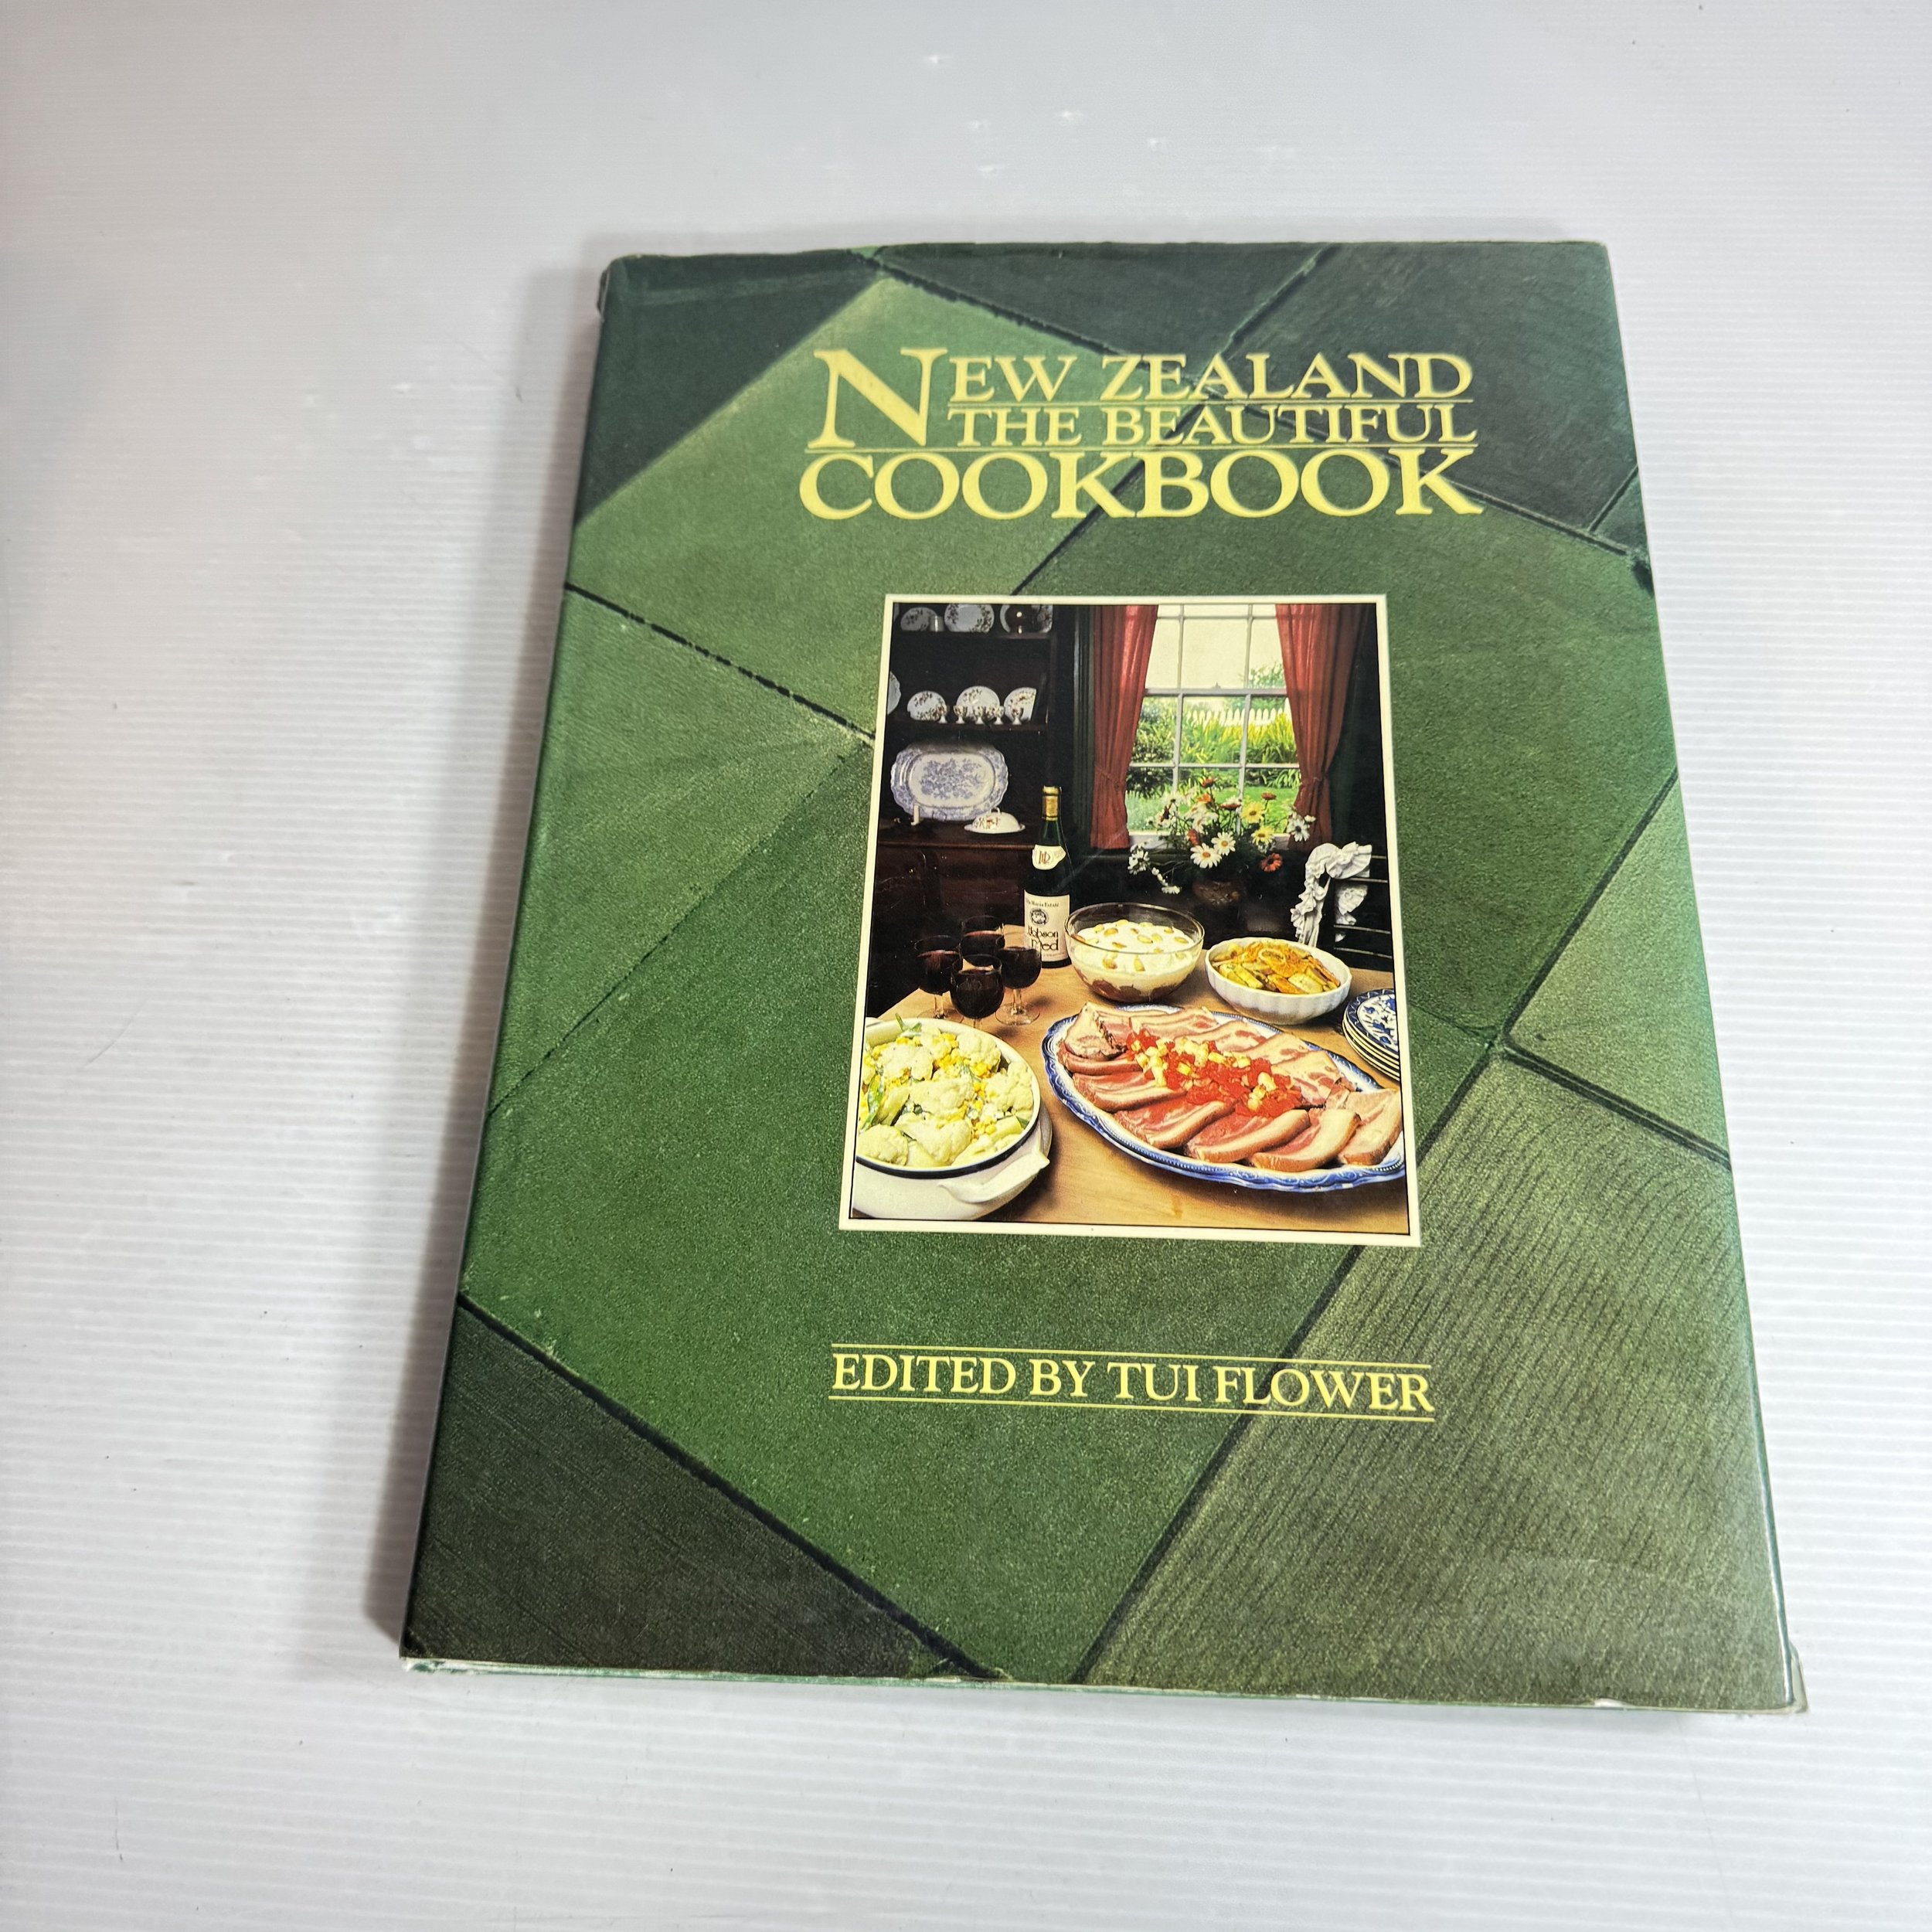 NEW ZEALAND
THE BEAUTIFUL
COOKBOOK
EDITED BY TUI FLOWER